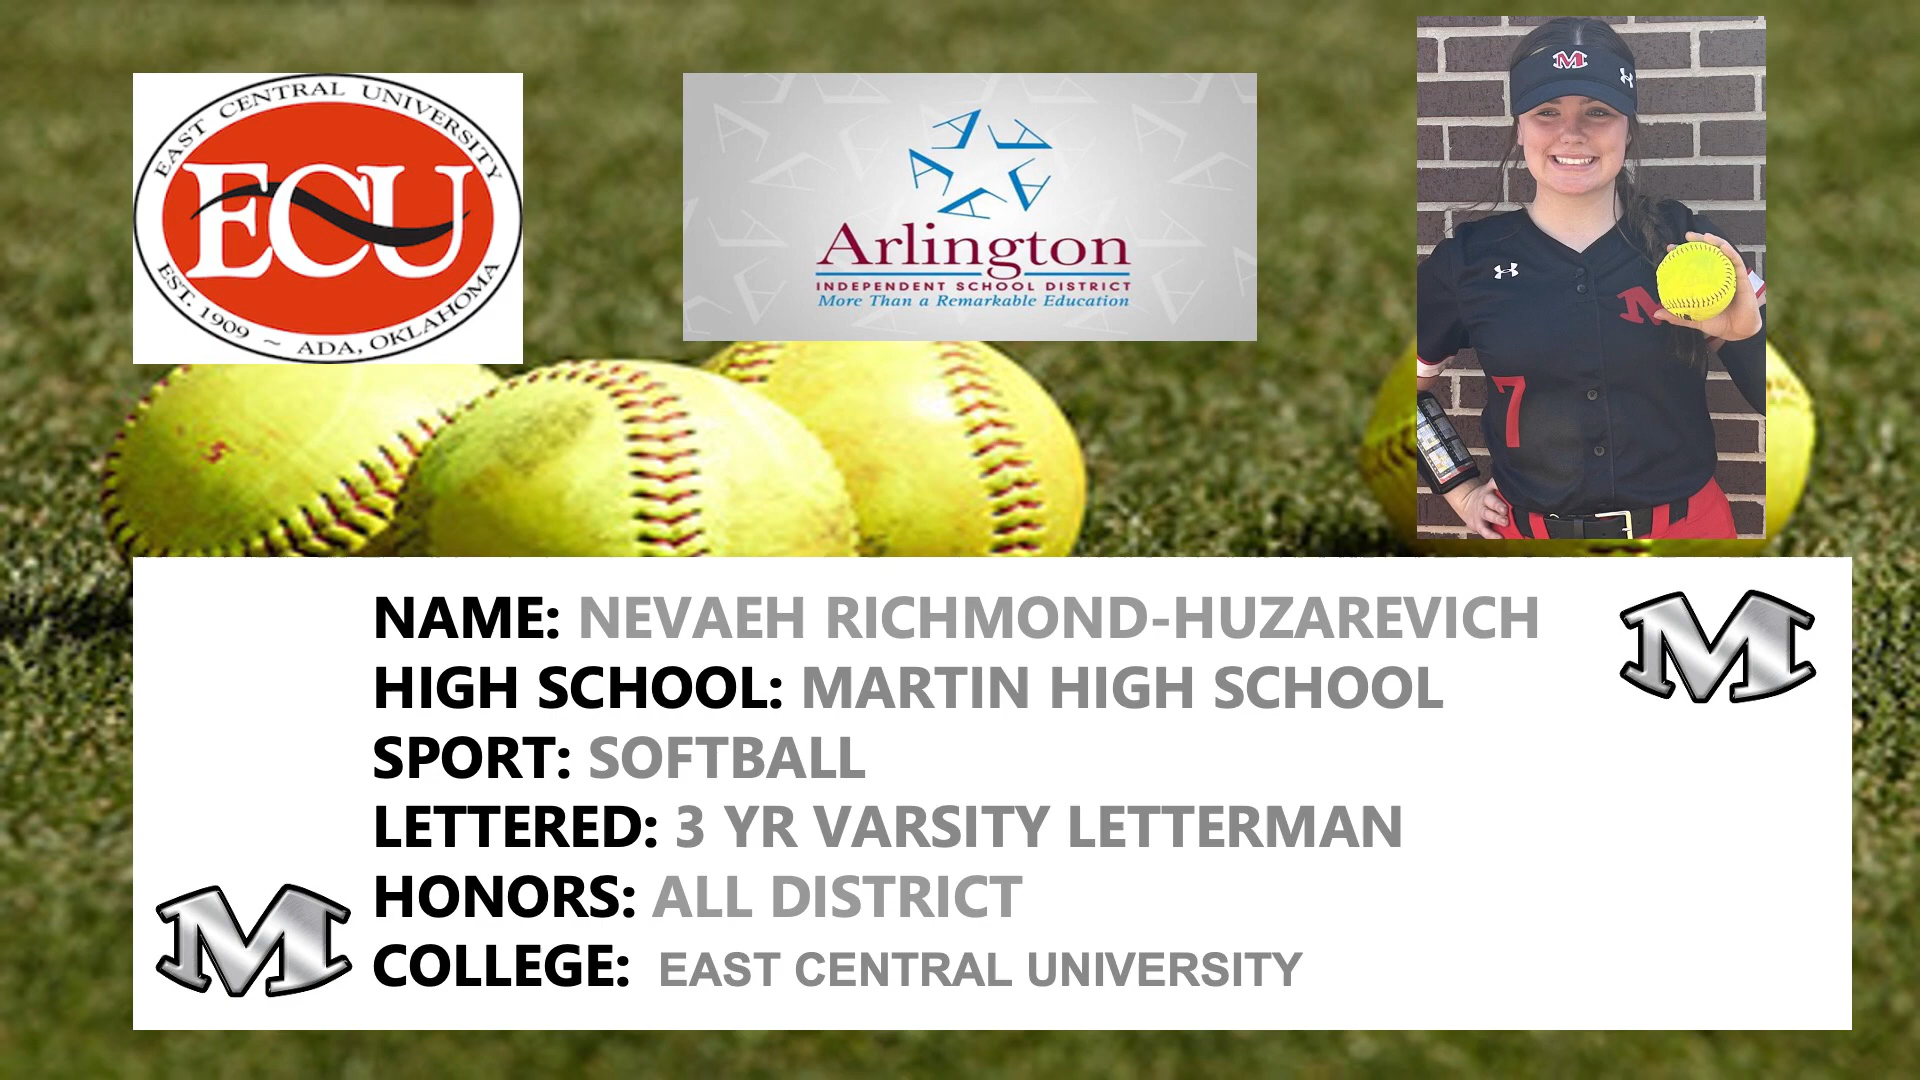 EAST CENTRAL UNIVERSITY
ECU
EST. 1909 ~ ADA, OKLAHOMA
Arlington
INDEPENDENT SCHOOL DISTRICT
More Than a Remarkable Education
M
M
7
NAME: NEVAEH RICHMOND-HUZAREVICH
HIGH SCHOOL: MARTIN HIGH SCHOOL
SPORT: SOFTBALL
LETTERED: 3 YR VARSITY LETTERMAN
HONORS: ALL DISTRICT
COLLEGE: EAST CENTRAL UNIVERSITY
M
M